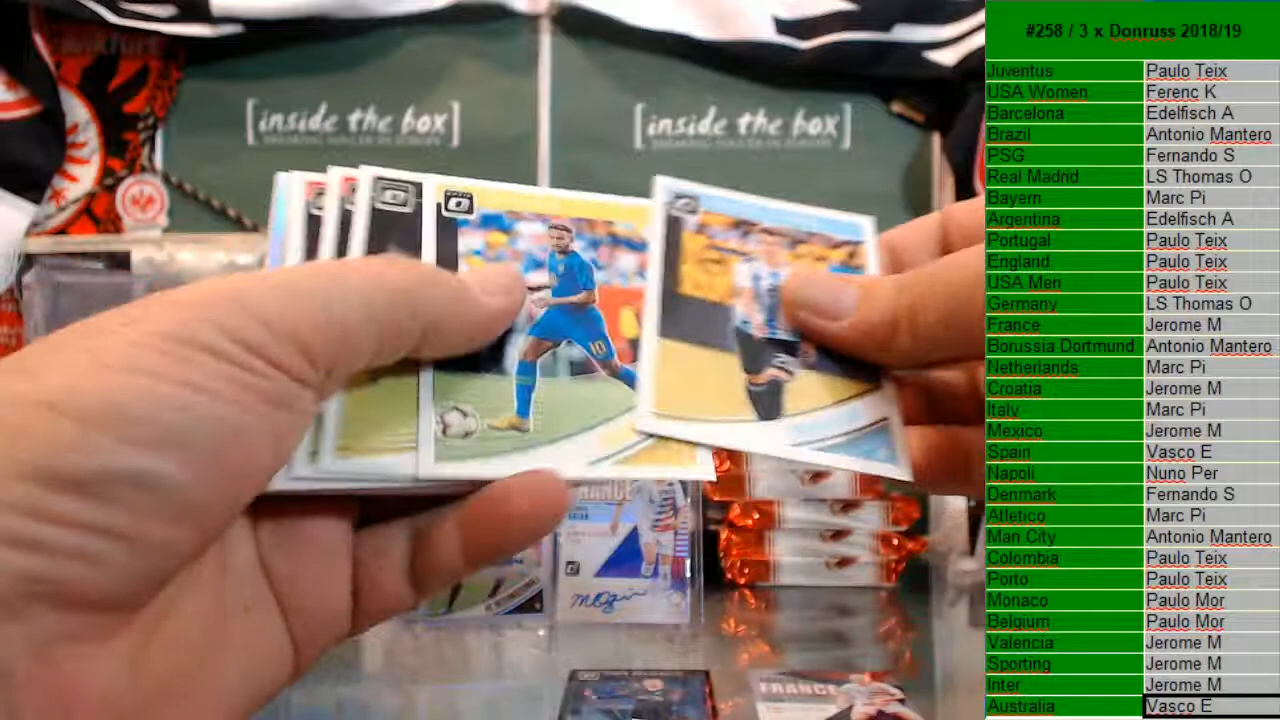 [inside the box]
[inside the box]
10
FRANCE
FRANCE
#258 / 3 x Donruss 2018/19
Juventus Paulo Teix
USA Women Ferenc K
Barcelona Edelfisch A
Brazil Antonio Mantero
PSG Fernando S
Real Madrid LS Thomas O
Bayern Marc Pi
Argentina Edelfisch A
Portugal Paulo Teix
England Paulo Teix
USA Men Paulo Teix
Germany LS Thomas O
France Jerome M
Borussia Dortmund Antonio Mantero
Netherlands Marc Pi
Croatia Jerome M
Italy Marc Pi
Mexico Jerome M
Spain Vasco E
Napoli Nuno Per
Denmark Fernando S
Atletico Marc Pi
Man City Antonio Mantero
Colombia Paulo Teix
Porto Paulo Teix
Monaco Paulo Mor
Belgium Paulo Mor
Valencia Jerome M
Sporting Jerome M
Inter Jerome M
Australia Vasco E